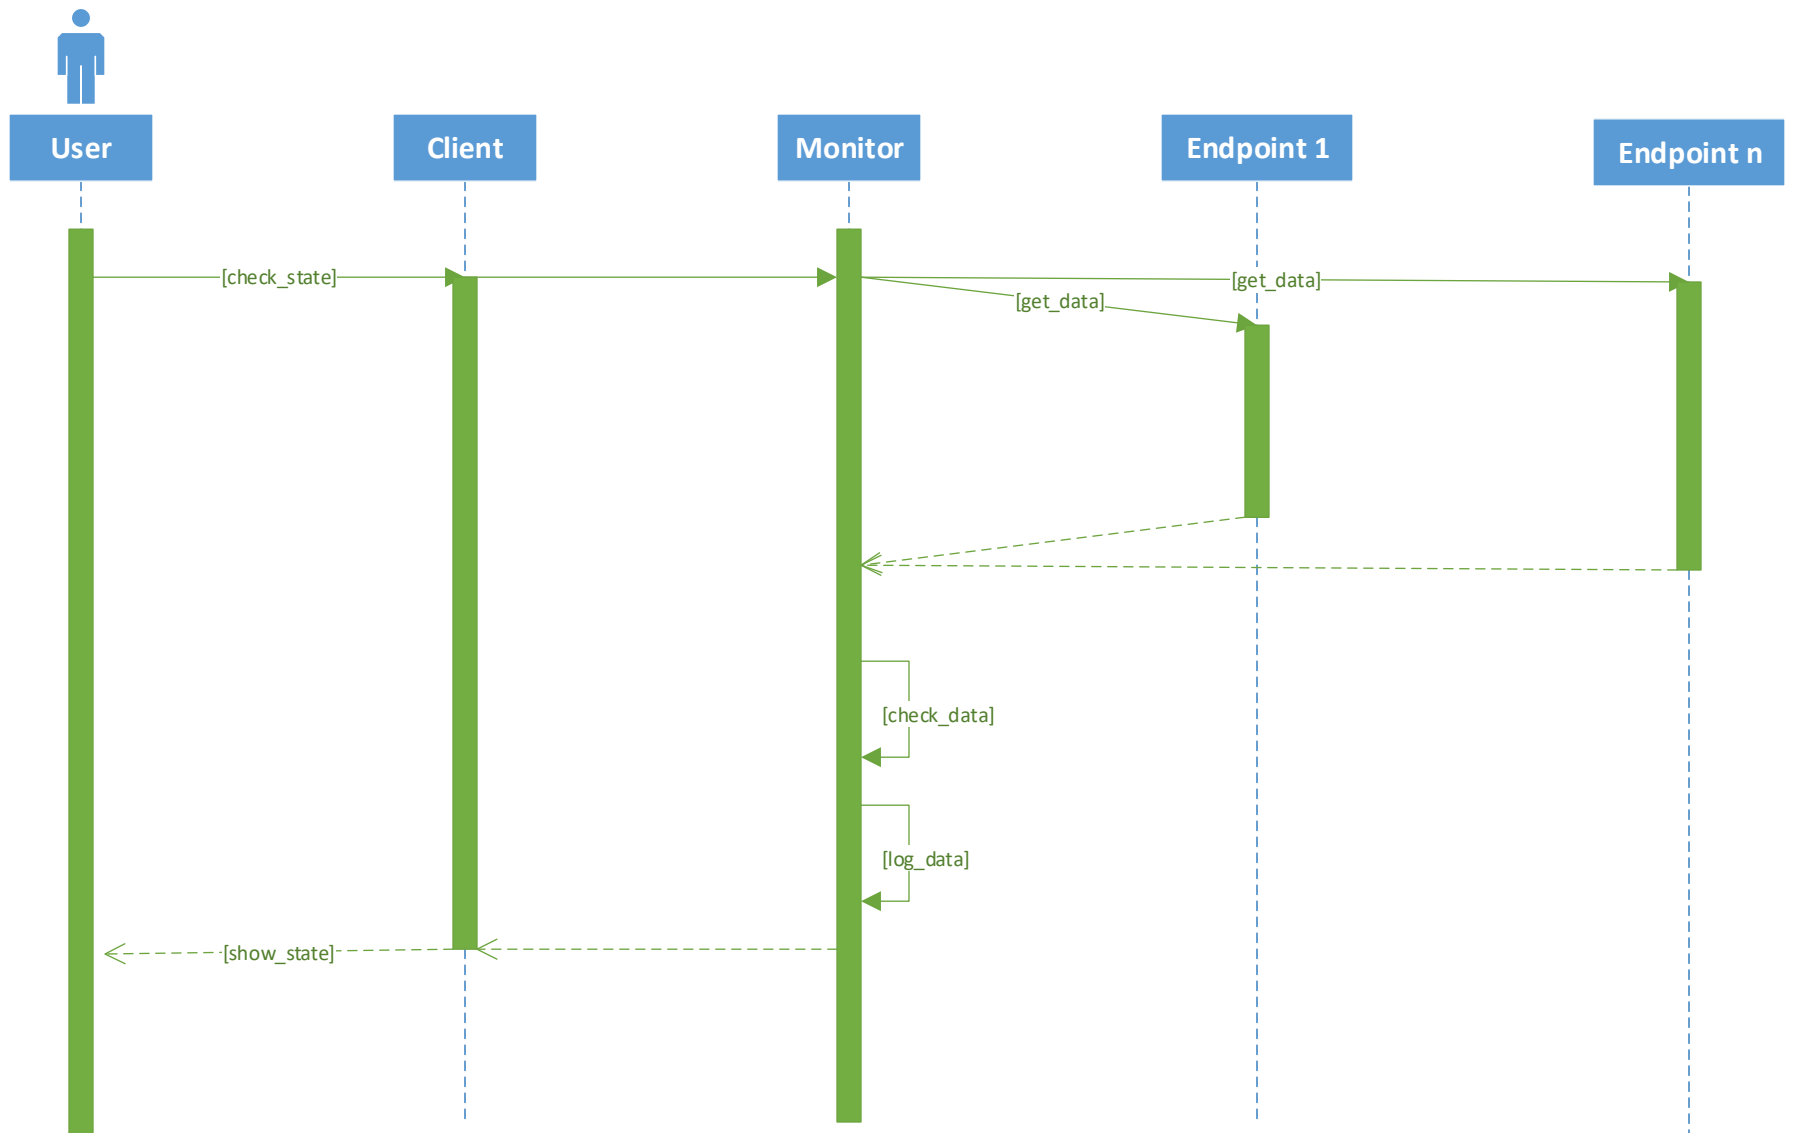 User
Client
Monitor
Endpoint 1
Endpoint n
[check_state]
[get_data]
[get_data]
[check_data]
[log_data]
[show_state]